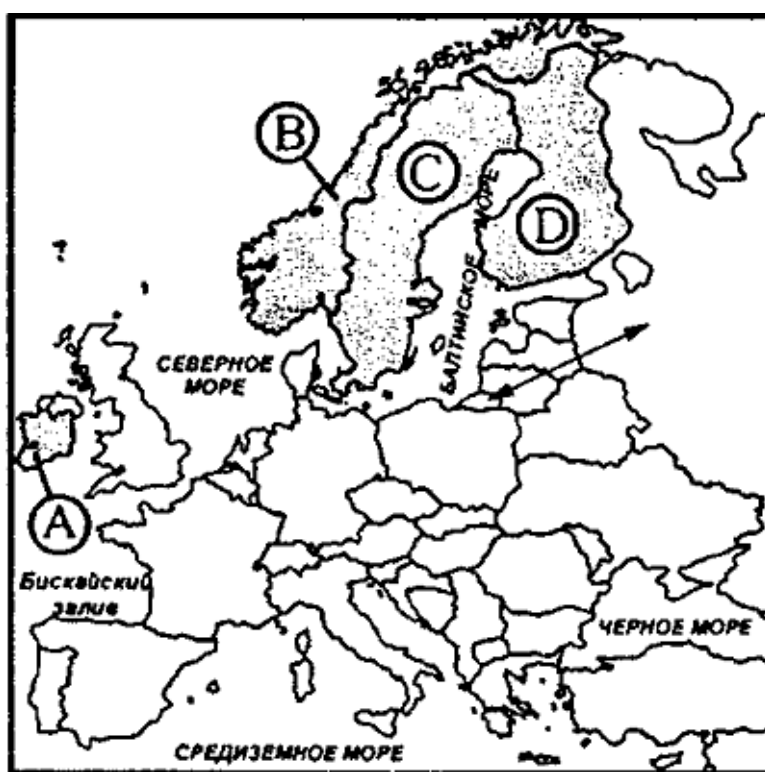 B
C
D
БАЛТИЙСКОЕ МОРЕ
СЕВЕРНОЕ
МОРЕ
A
Бискайский
залив
ЧЕРНОЕ МОРЕ
СРЕДИЗЕМНОЕ МОРЕ